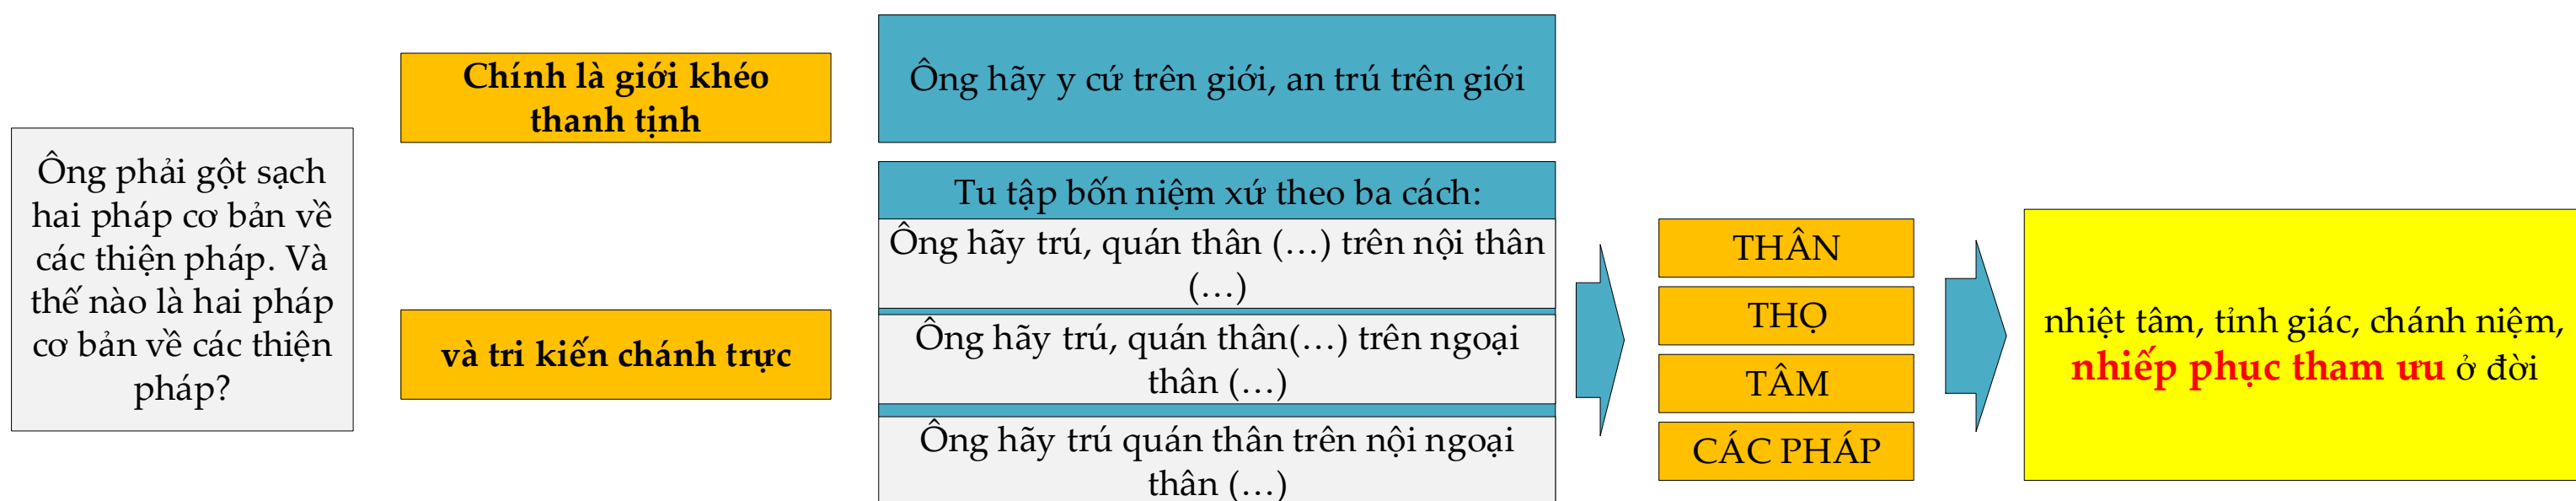 Ông phải gột sạch
hai pháp cơ bản về
các thiện pháp. Và
thế nào là hai pháp
cơ bản về các thiện
pháp?
Chính là giới khéo
thanh tịnh
và tri kiến chánh trực
Ông hãy y cứ trên giới, an trú trên giới
Tu tập bốn niệm xứ theo ba cách:
Ông hãy trú, quán thân (…) trên nội thân
(…)
Ông hãy trú, quán thân(…) trên ngoại
thân (…)
Ông hãy trú quán thân trên nội ngoại
thân (…)
THÂN
THỌ
TÂM
CÁC PHÁP
nhiệt tâm, tỉnh giác, chánh niệm,
nhiếp phục tham ưu ở đời